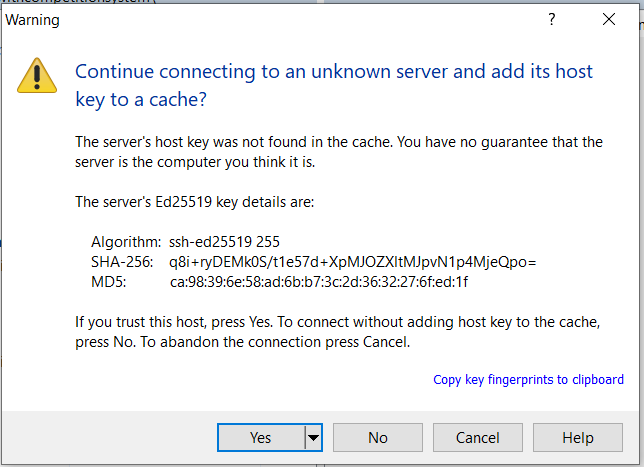 Warning
?
Continue connecting to an unknown server and add its host
key to a cache?
The server's host key was not found in the cache. You have no guarantee that the
server is the computer you think it is.
The server's Ed25519 key details are:
Algorithm: ssh-ed25519 255
SHA-256: q8i+ryDEMk0S/t1e57d+XpMJOZXltMJpvN1p4MjeQpo=
MD5: ca:98:39:6e:58:ad:6b:b7:3c:2d:36:32:27:6f:ed:1f
If you trust this host, press Yes. To connect without adding host key to the cache,
press No. To abandon the connection press Cancel.
Copy key fingerprints to clipboard
Yes No Cancel Help